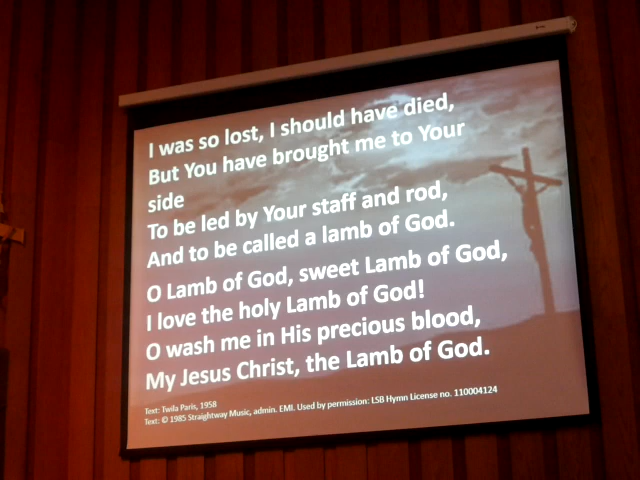 I was so lost, I should have died,
But You have brought me to Your
side
To be led by Your staff and rod,
And to be called a lamb of God.
O Lamb of God, sweet Lamb of God,
I love the holy Lamb of God!
O wash me in His precious blood,
My Jesus Christ, the Lamb of God.
Text: Twila Paris, 1958
Text: © 1985 Straightway Music, admin. EMI. Used by permission: LSB Hymn License no. 110004124